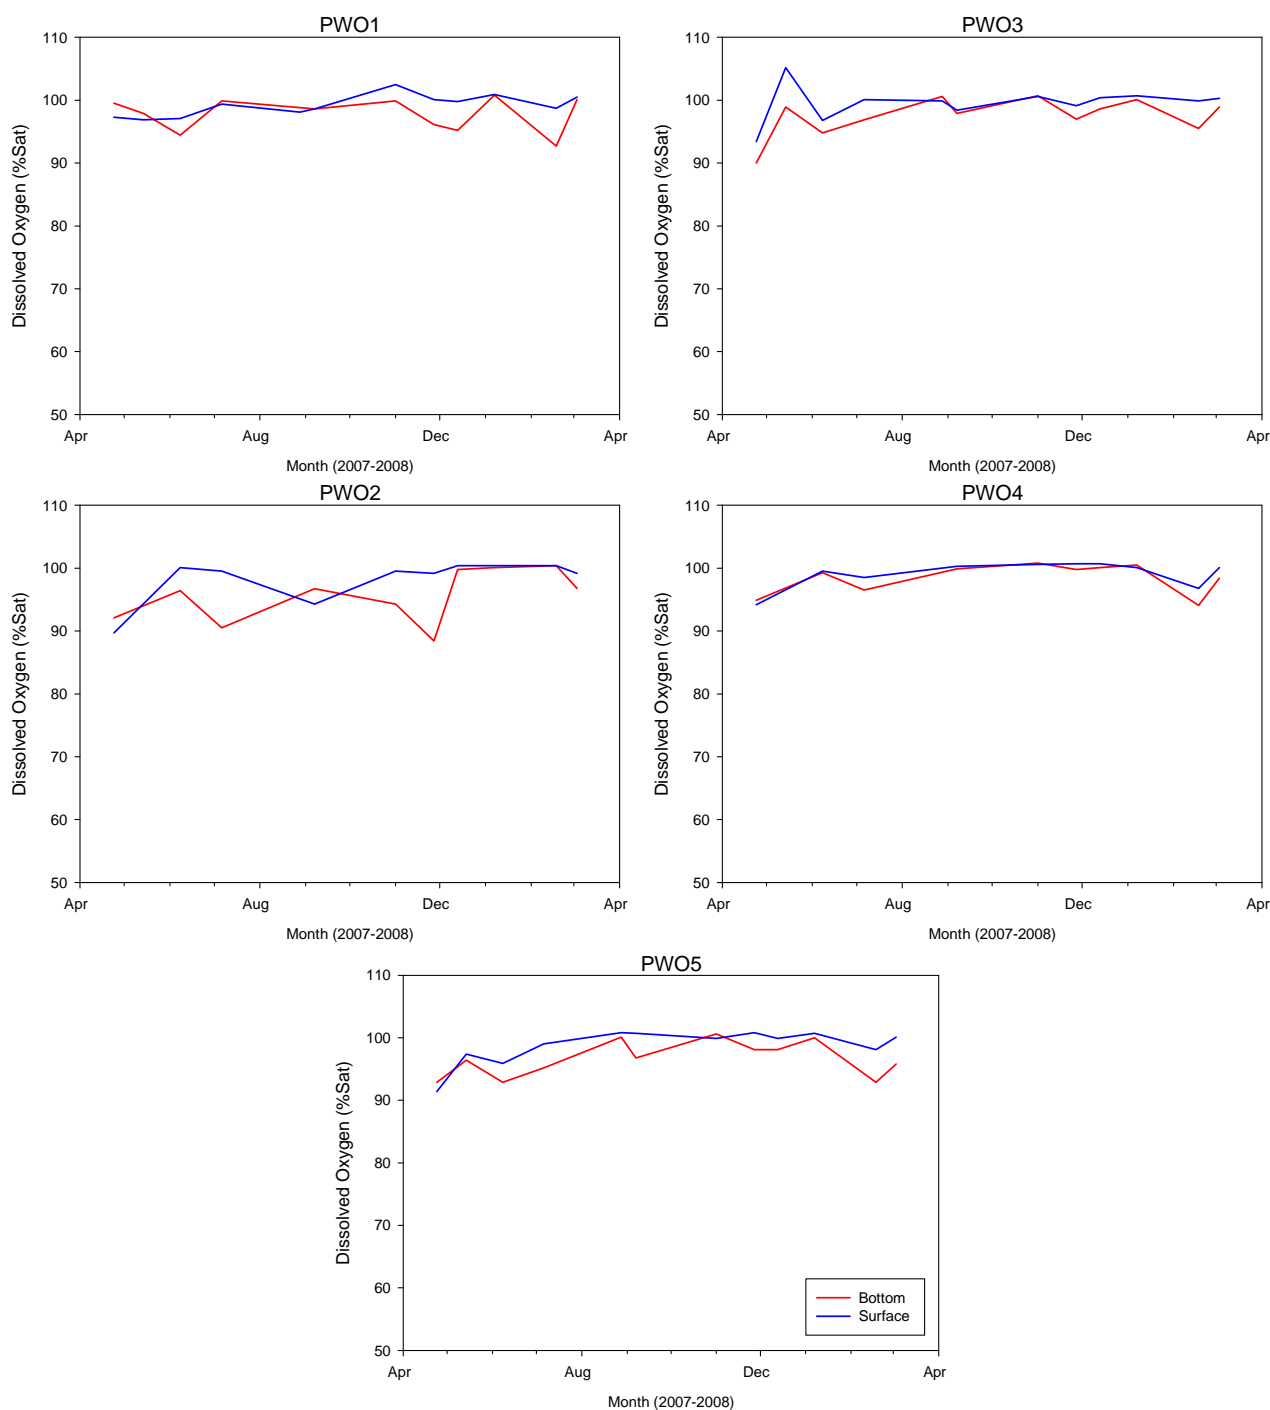 PWO1
110
100
90
80
70
60
50
Dissolved Oxygen (%Sat)
Apr Aug Dec Apr
Month (2007-2008)
PWO3
110
100
90
80
70
60
50
Dissolved Oxygen (%Sat)
Apr Aug Dec Apr
Month (2007-2008)
PWO2
110
100
90
80
70
60
50
Dissolved Oxygen (%Sat)
Apr Aug Dec Apr
Month (2007-2008)
PWO4
110
100
90
80
70
60
50
Dissolved Oxygen (%Sat)
Apr Aug Dec Apr
Month (2007-2008)
PWO5
110
100
90
80
70
60
50
Dissolved Oxygen (%Sat)
Bottom
Surface
Apr Aug Dec Apr
Month (2007-2008)